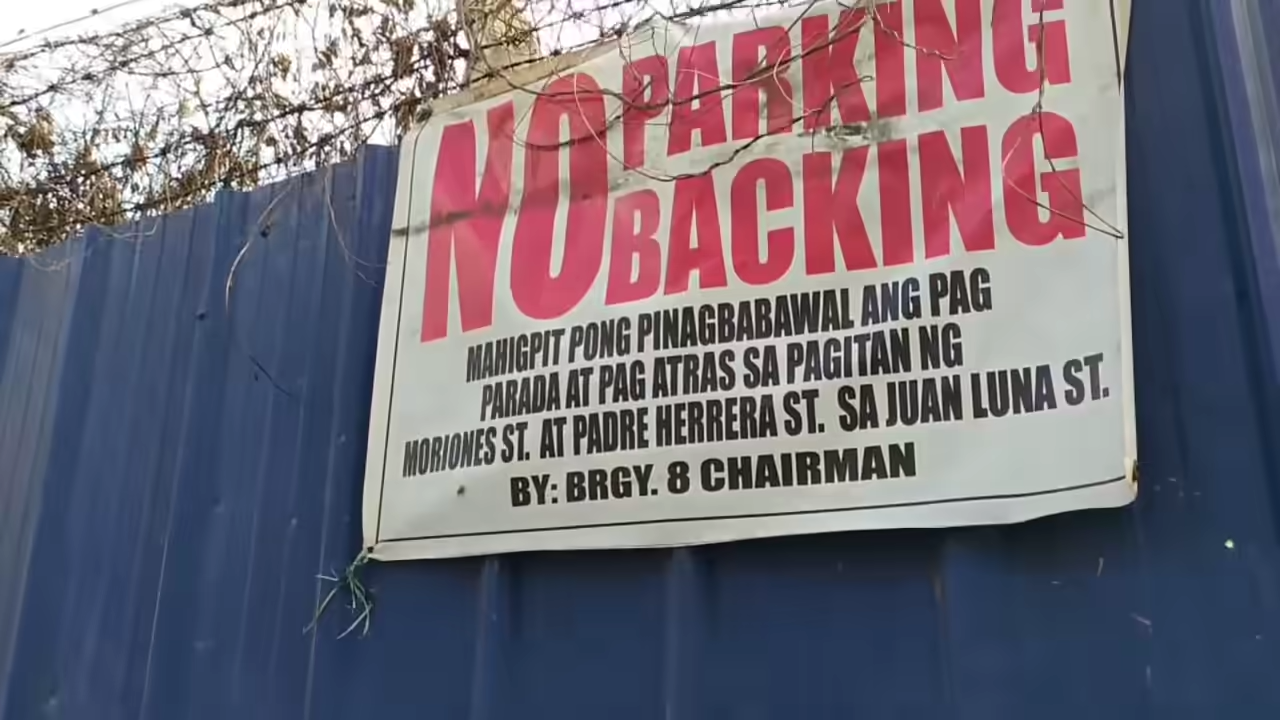 NO PARKING
BACKING
MAHIGPIT PONG PINAGBABAWAL ANG PAG
PARADA AT PAG ATRAS SA PAGITAN NG
MORIONES ST. AT PADRE HERRERA ST. SA JUAN LUNA ST.
BY: BRGY. 8 CHAIRMAN